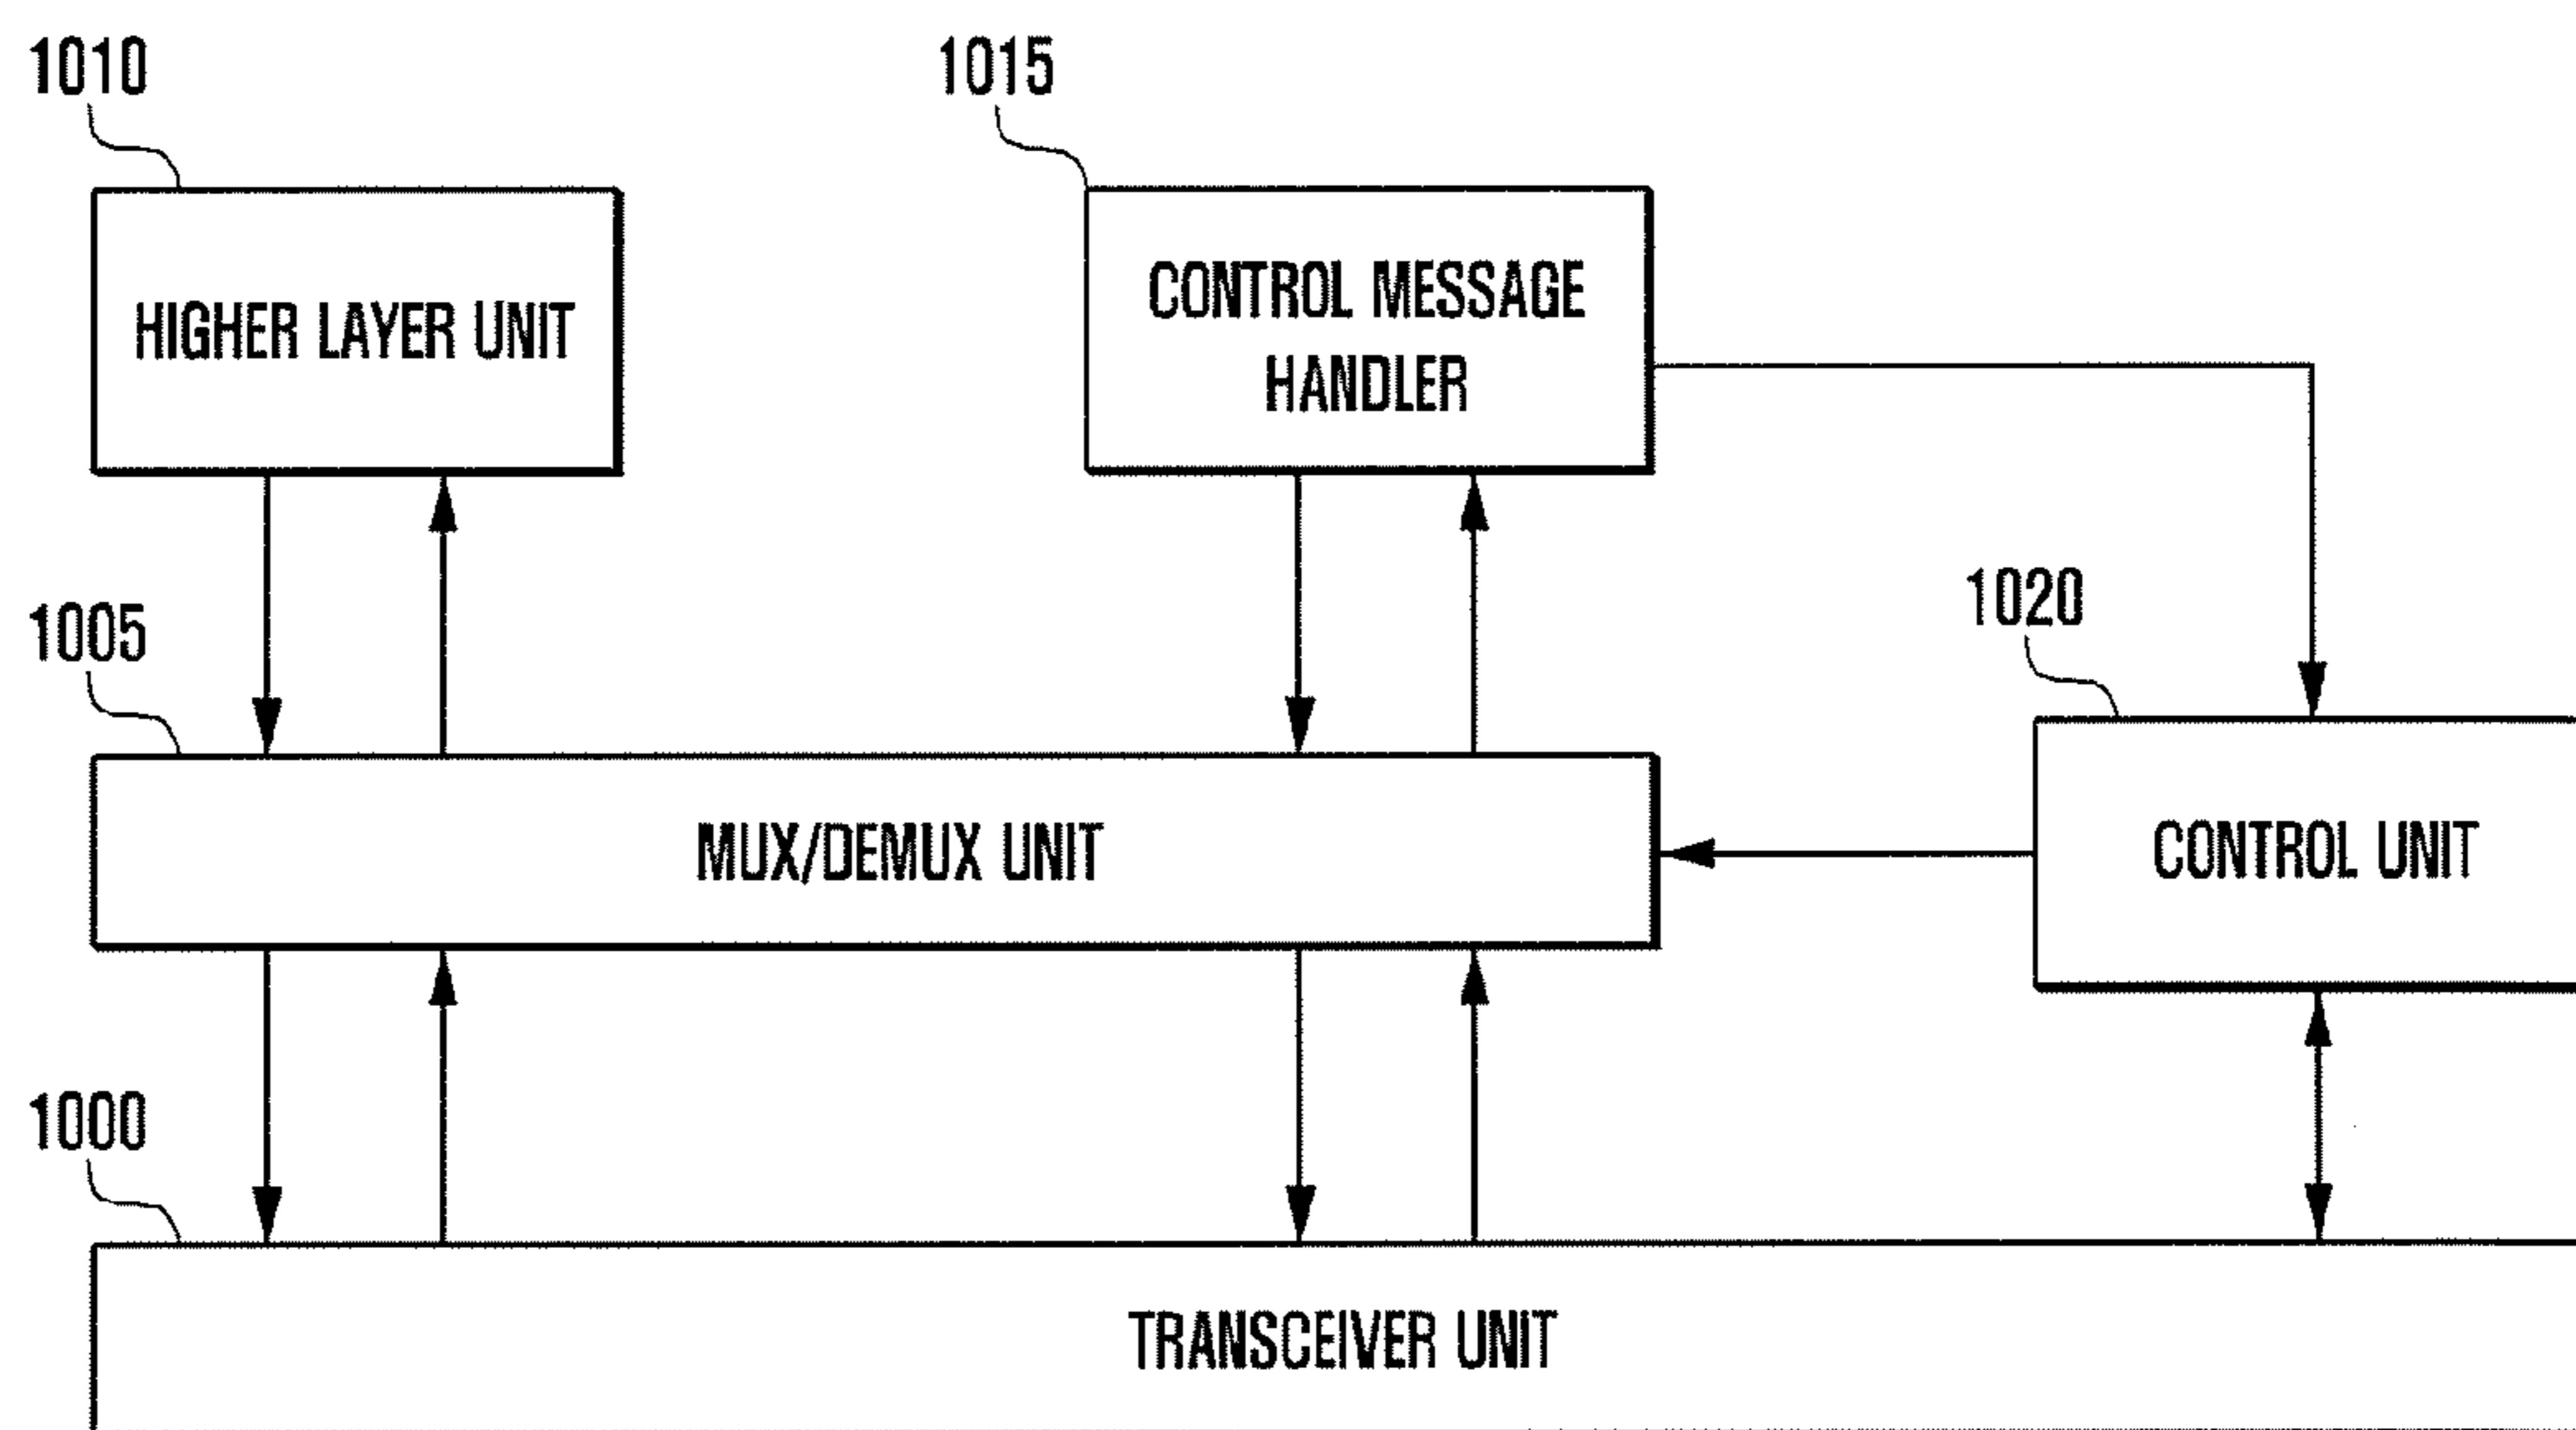 1010
1015
HIGHER LAYER UNIT
CONTROL MESSAGE
HANDLER
1005
1020
MUX/DEMUX UNIT
CONTROL UNIT
1000
TRANSCEIVER UNIT